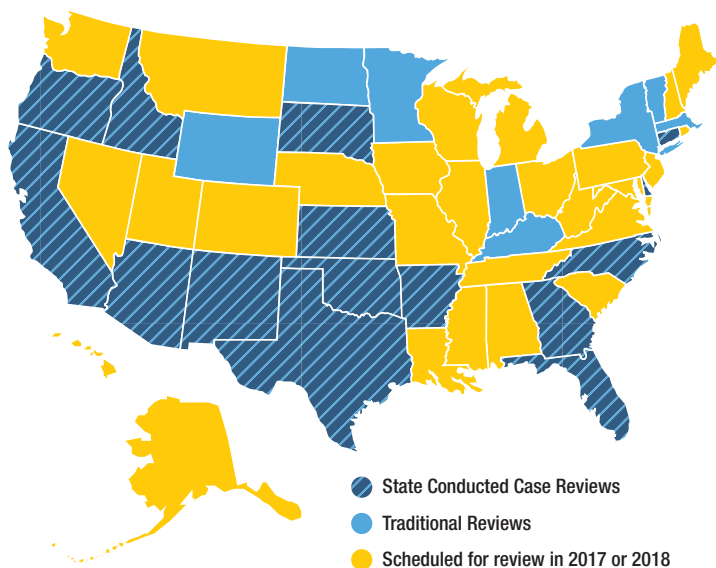 State Conducted Case Reviews
Traditional Reviews
Scheduled for review in 2017 or 2018